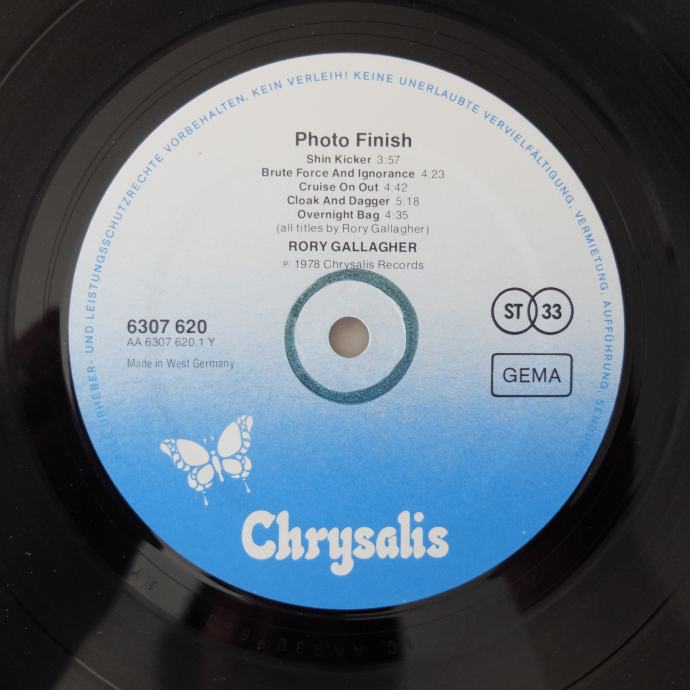 ALLE URHEBER- UND LEISTUNGSSCHUTZRECHTE VORBEHALTEN. KEIN VERLEIH! KEINE UNERLAUBTE VERVIELFÄLTIGUNG, VERMIETUNG, AUFFÜHRUNG, SENDUNG!
Photo Finish
Shin Kicker 3:57
Brute Force And Ignorance 4:23
Cruise On Out 4:42
Cloak And Dagger 5:18
Overnight Bag 4:35
(all titles by Rory Gallagher)
RORY GALLAGHER
℗ 1978 Chrysalis Records
6307 620
AA 6307 620.1 Y
Made in West Germany
ST 33
GEMA
Chrysalis